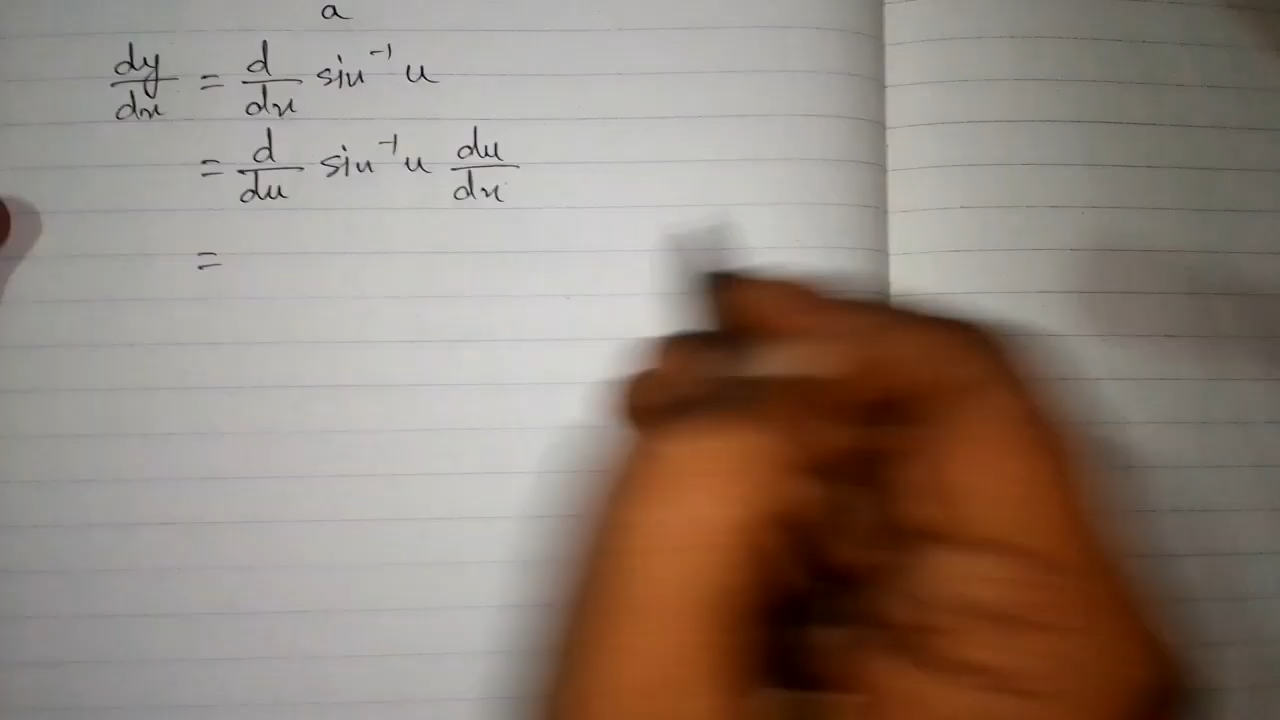 a
dy/dx = d/dx sin⁻¹ u
= d/du sin⁻¹ u du/dx
=